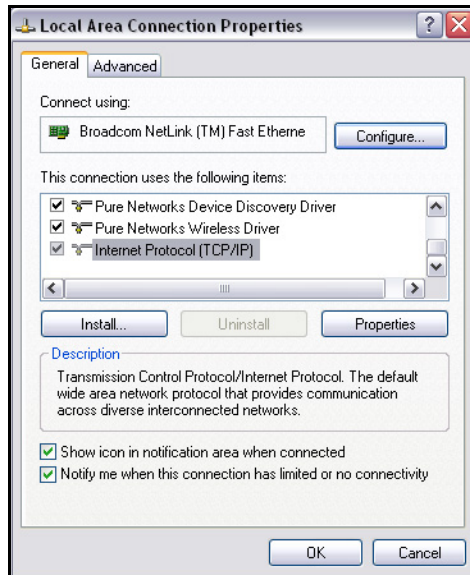 Local Area Connection Properties
General Advanced
Connect using:
Broadcom NetLink (TM) Fast Etherne
Configure...
This connection uses the following items:
Pure Networks Device Discovery Driver
Pure Networks Wireless Driver
Internet Protocol (TCP/IP)
Install... Uninstall Properties
Description
Transmission Control Protocol/Internet Protocol. The default
wide area network protocol that provides communication
across diverse interconnected networks.
Show icon in notification area when connected
Notify me when this connection has limited or no connectivity
OK Cancel